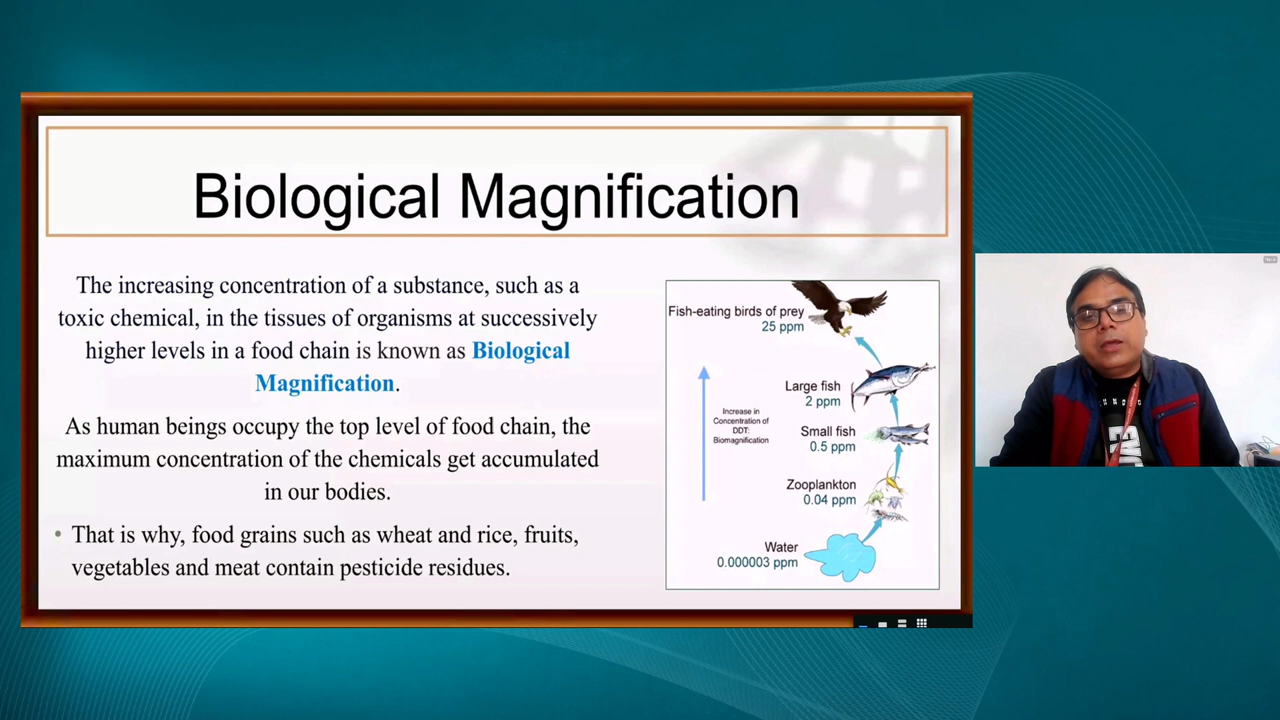 Biological Magnification
The increasing concentration of a substance, such as a
toxic chemical, in the tissues of organisms at successively
higher levels in a food chain is known as Biological
Magnification.
As human beings occupy the top level of food chain, the
maximum concentration of the chemicals get accumulated
in our bodies.
• That is why, food grains such as wheat and rice, fruits,
vegetables and meat contain pesticide residues.
Fish-eating birds of prey
25 ppm
Large fish
2 ppm
Increase in
Concentration of
DDT:
Biomagnification
Small fish
0.5 ppm
Zooplankton
0.04 ppm
Water
0.000003 ppm